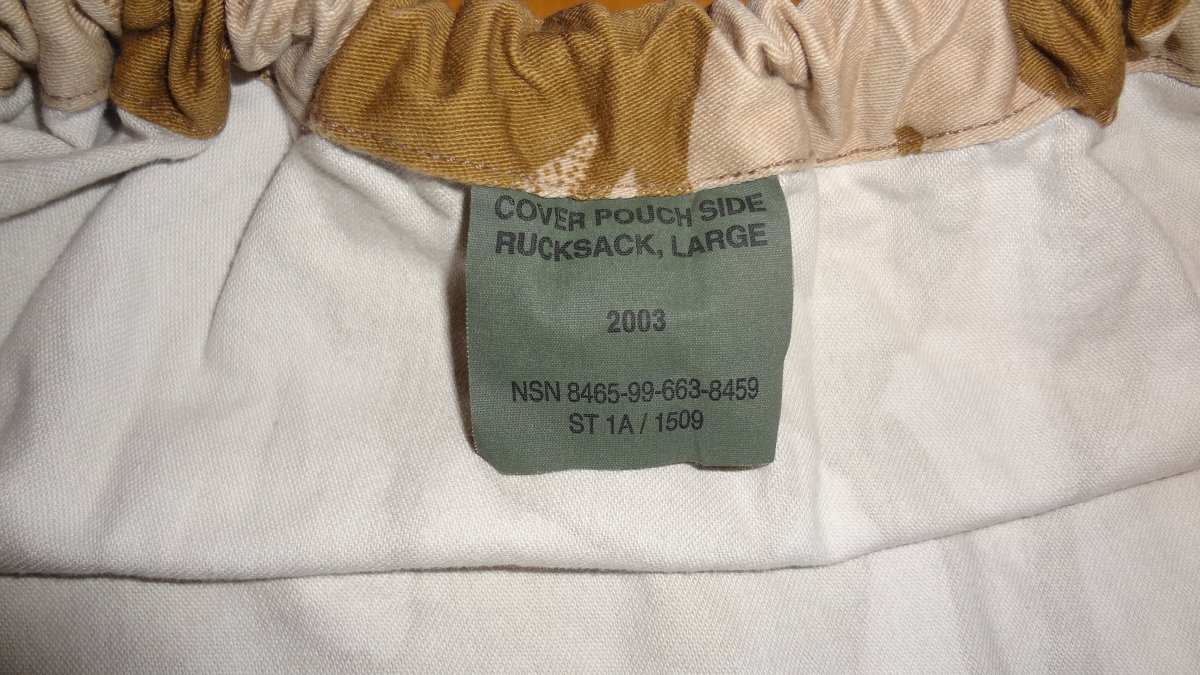 COVER POUCH SIDE
RUCKSACK, LARGE
2003
NSN 8465-99-663-8459
ST 1A / 1509